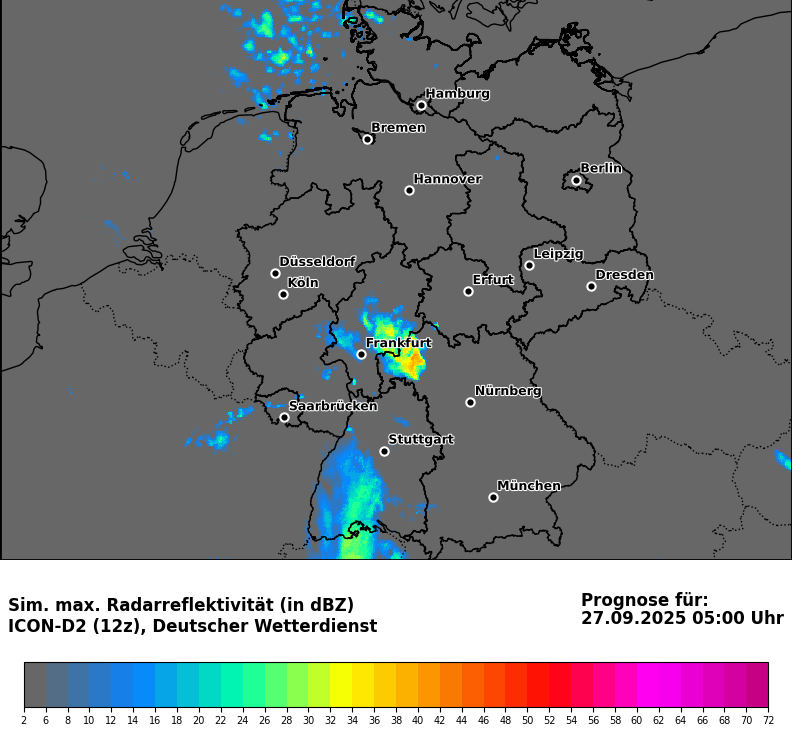 Hamburg
Bremen
Berlin
Hannover
Leipzig
Düsseldorf
Dresden
Erfurt
Köln
Frankfurt
Nürnberg
Saarbrücken
Stuttgart
München
Sim. max. Radarreflektivität (in dBZ)
ICON-D2 (12z), Deutscher Wetterdienst
Prognose für:
27.09.2025 05:00 Uhr
2 6 8 10 12 14 16 18 20 22 24 26 28 30 32 34 36 38 40 42 44 46 48 50 52 54 56 58 60 62 64 66 68 70 72